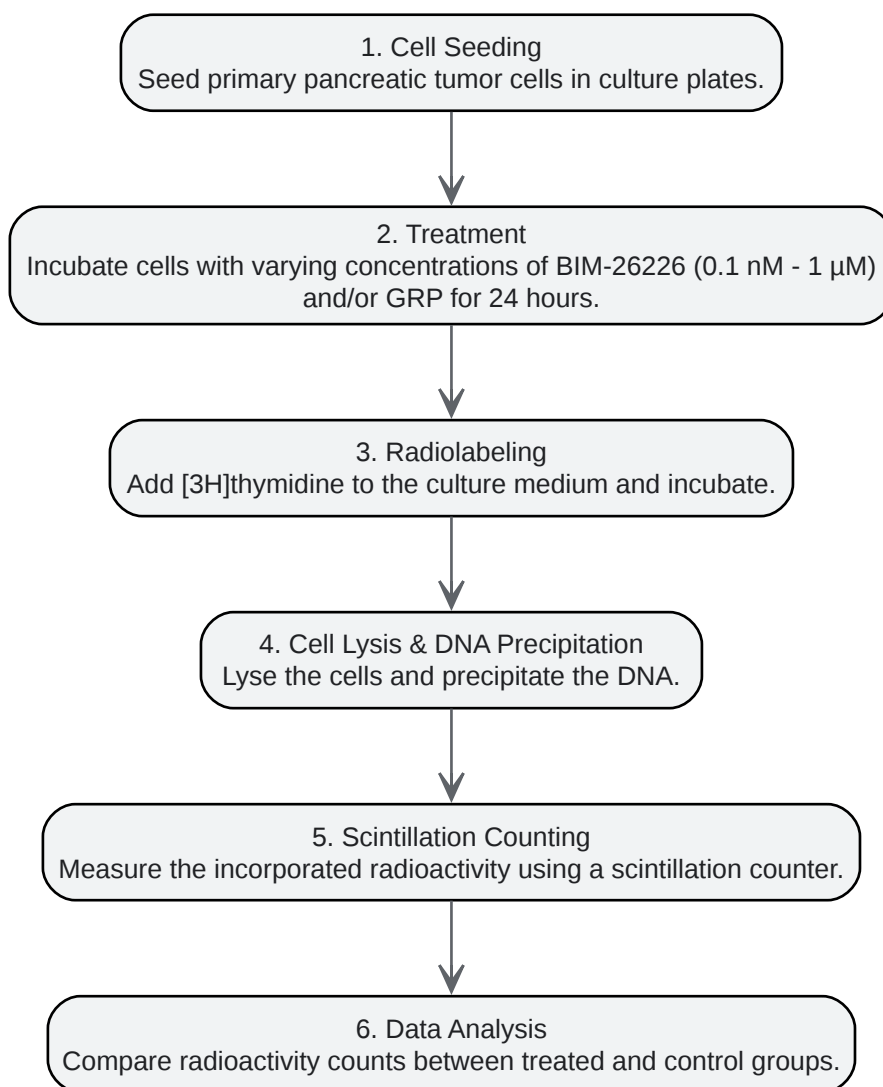 1. Cell Seeding
Seed primary pancreatic tumor cells in culture plates.
2. Treatment
Incubate cells with varying concentrations of BIM-26226 (0.1 nM - 1 µM)
and/or GRP for 24 hours.
3. Radiolabeling
Add [3H]thymidine to the culture medium and incubate.
4. Cell Lysis & DNA Precipitation
Lyse the cells and precipitate the DNA.
5. Scintillation Counting
Measure the incorporated radioactivity using a scintillation counter.
6. Data Analysis
Compare radioactivity counts between treated and control groups.